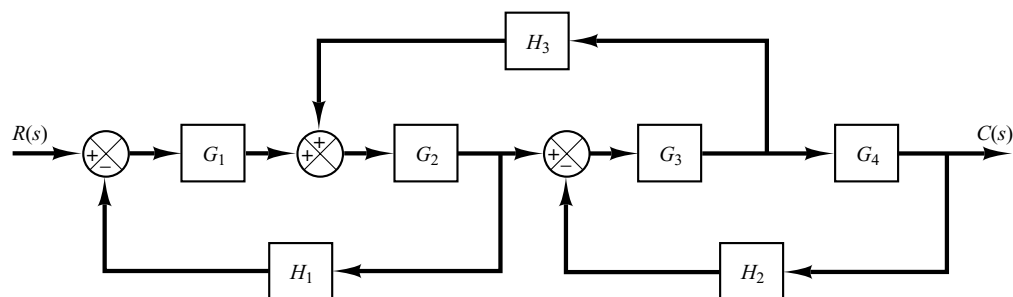 H₃
R(s)
C(s)
+
−
G₁
+
+
G₂
+
−
G₃
G₄
H₁
H₂